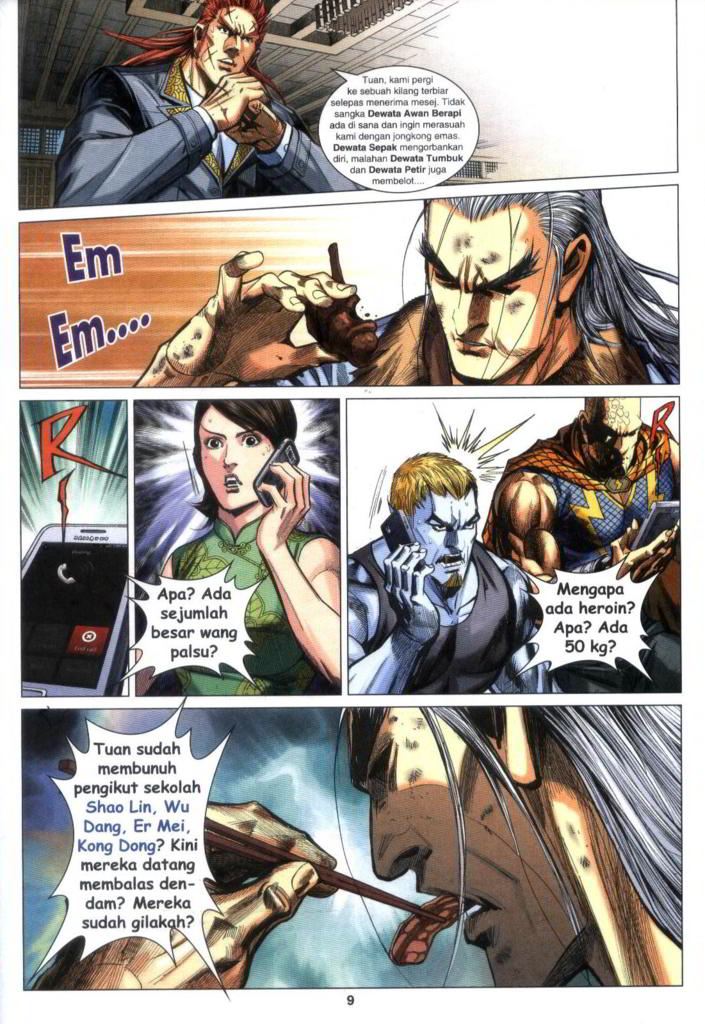 Tuan, kami pergi
ke sebuah kilang terbiar
selepas menerima mesej. Tidak
sangka Dewata Awan Berapi
ada di sana dan ingin merasuah
kami dengan jongkong emas.
Dewata Sepak mengorbankan
diri, malahan Dewata Tumbuk
dan Dewata Petir juga
membelot....
Em
Em....
R
i
End call
Apa? Ada
sejumlah
besar wang
palsu?
R
Mengapa
ada heroin?
Apa? Ada
50 kg?
Tuan sudah
membunuh
pengikut sekolah
Shao Lin, Wu
Dang, Er Mei,
Kong Dong? Kini
mereka datang
membalas den-
dam? Mereka
sudah gilakah?
9